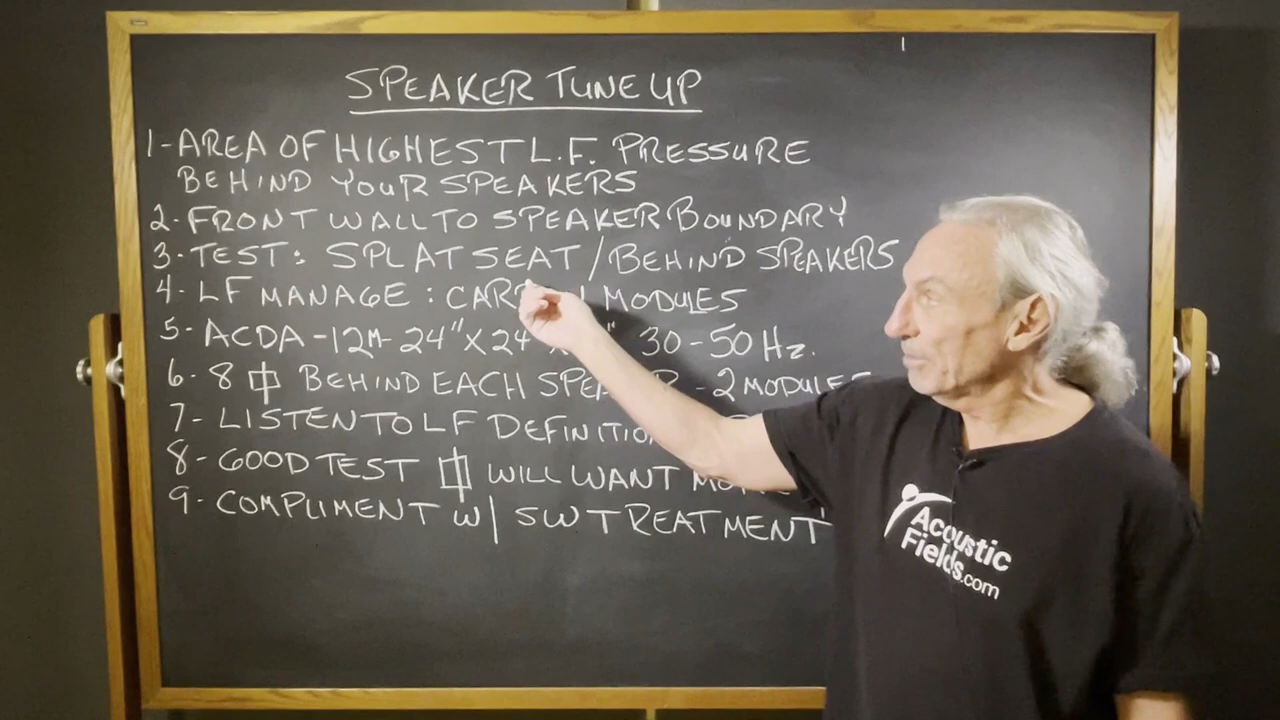 SPEAKER TUNE UP
1-AREA OF HIGHEST L.F. PRESSURE
BEHIND YOUR SPEAKERS
2-FRONT WALL TO SPEAKER BOUNDARY
3-TEST: SPL AT SEAT/BEHIND SPEAKERS
4-LF MANAGE: MODULES
5-ACDA-12M-24"X24 30-50 Hz.
6-8 BEHIND EACH -2 MODULES
7-LISTEN TO LF
8-GOOD TEST WILL WANT
9-COMPLIMENT W/ SW TREATMENT
Acoustic
Fields.com